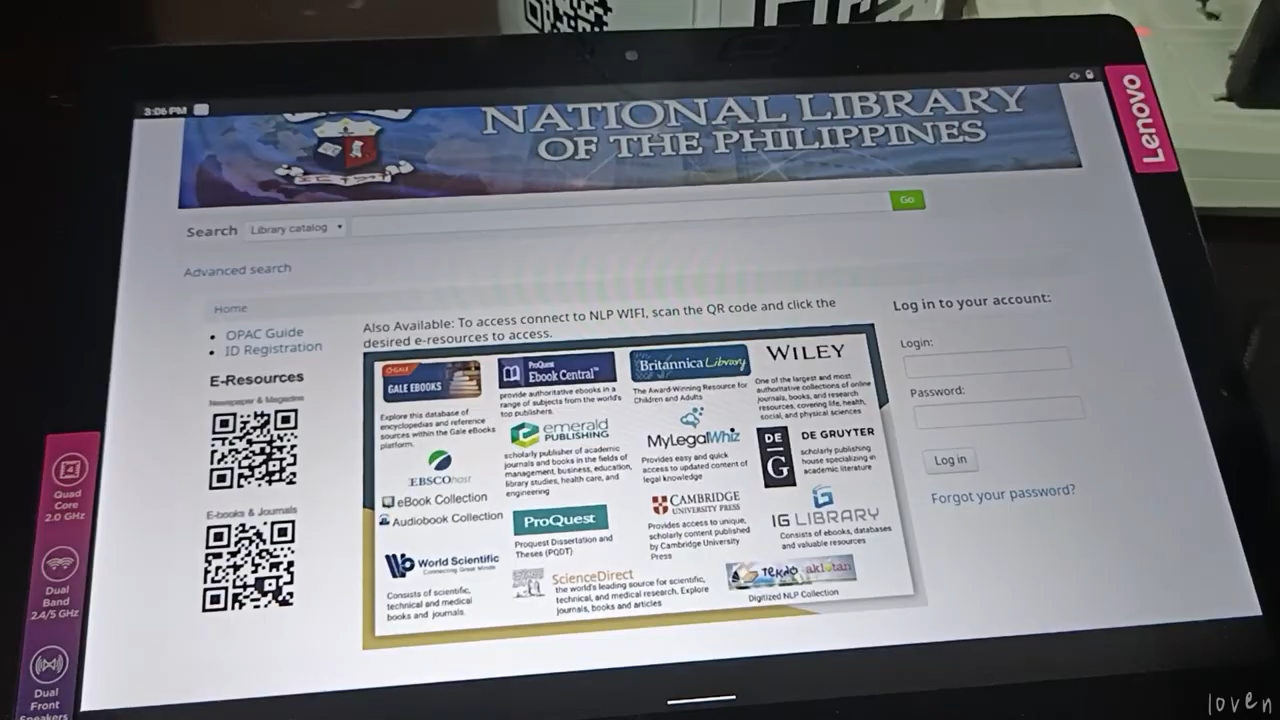 3:06 PM
NATIONAL LIBRARY
OF THE PHILIPPINES
Lenovo
Search
Library catalog
Go
Advanced search
Home
OPAC Guide
ID Registration
E-Resources
Newspaper & Magazine
E-books & Journals
Also Available: To access connect to NLP WIFI, scan the QR code and click the
desired e-resources to access.
GALE
GALE EBOOKS
Explore this database of
encyclopedias and reference
sources within the Gale eBooks
platform.
EBSCOhost
eBook Collection
Audiobook Collection
World Scientific
Connecting Great Minds
Consists of scientific,
technical and medical
books and journals.
ProQuest
Ebook Central™
provide authoritative ebooks in a
range of subjects from the world's
top publishers.
emerald
PUBLISHING
scholarly publisher of academic
journals and books in the fields of
management, business, education,
library studies, health care, and
engineering
ProQuest
Proquest Dissertation and
Theses (PQDT)
ScienceDirect
the world's leading source for scientific,
technical, and medical research. Explore
journals, books and articles
Britannica Library
The Award-Winning Resource for
Children and Adults
MyLegalWhiz
Provides easy and quick
access to updated content of
legal knowledge
CAMBRIDGE
UNIVERSITY PRESS
Provides access to unique,
scholarly content published
by Cambridge University
Press
WILEY
One of the largest and most
authoritative collections of online
journals, books, and research
resources, covering life, health,
social, and physical sciences
DE
G
DE GRUYTER
scholarly publishing
house specializing in
academic literature
IG LIBRARY
Consists of ebooks, databases
and valuable resources
aklatan
Digitized NLP Collection
Log in to your account:
Login:
Password:
Log in
Forgot your password?
Quad
Core
2.0 GHz
Dual
Band
2.4/5 GHz
Dual
Front
Speakers
loven